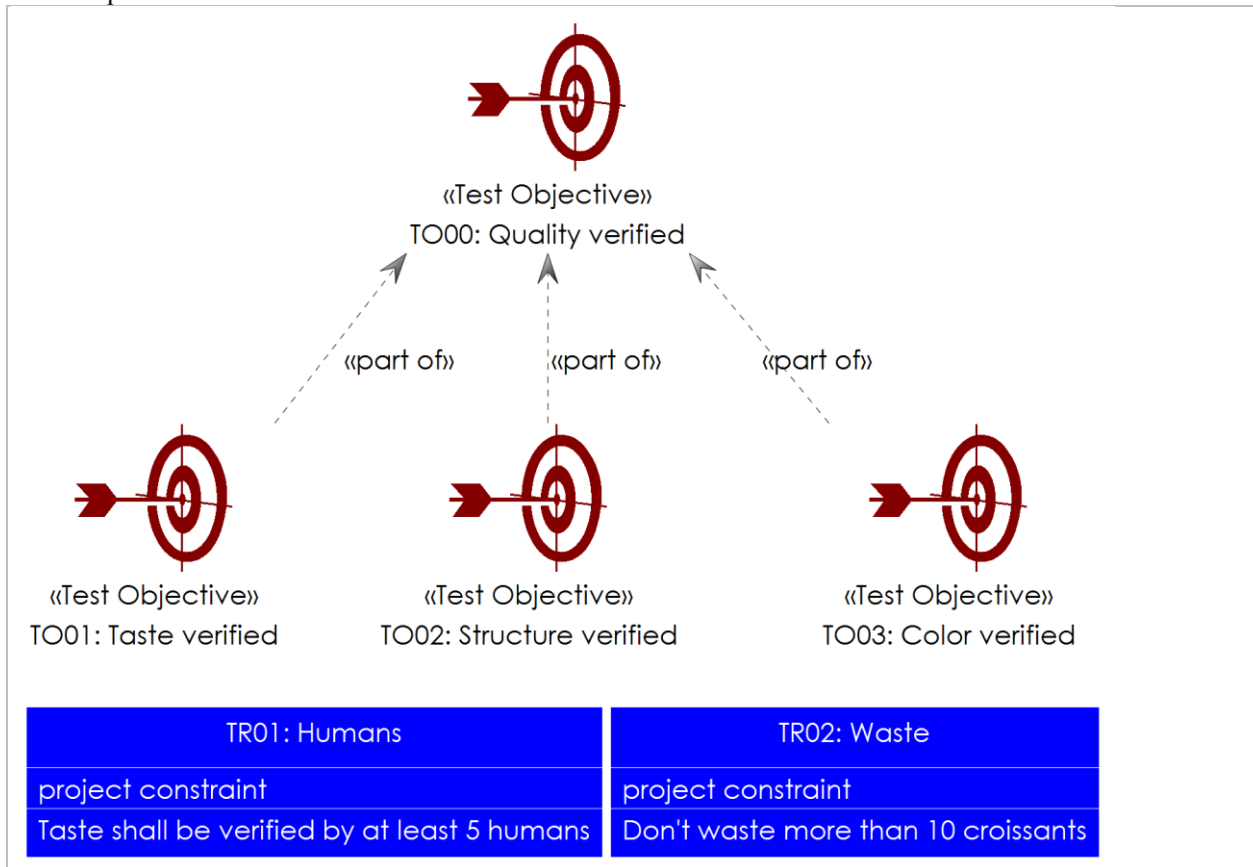 «Test Objective»
TO00: Quality verified
«part of»
«part of»
«part of»
«Test Objective»
TO01: Taste verified
«Test Objective»
TO02: Structure verified
«Test Objective»
TO03: Color verified
TR01: Humans
project constraint
Taste shall be verified by at least 5 humans
TR02: Waste
project constraint
Don't waste more than 10 croissants